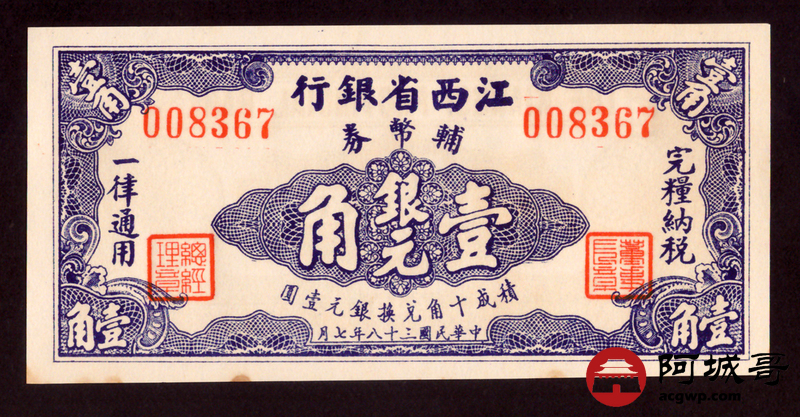 壹角
壹角
江西省銀行
輔幣券
008367
008367
完糧納税
一律通用
銀元
壹角
董事長章
總經理章
積成十角兌換銀元壹圓
中華民國三十八年七月
壹角
壹角
阿城哥
acgwp.com